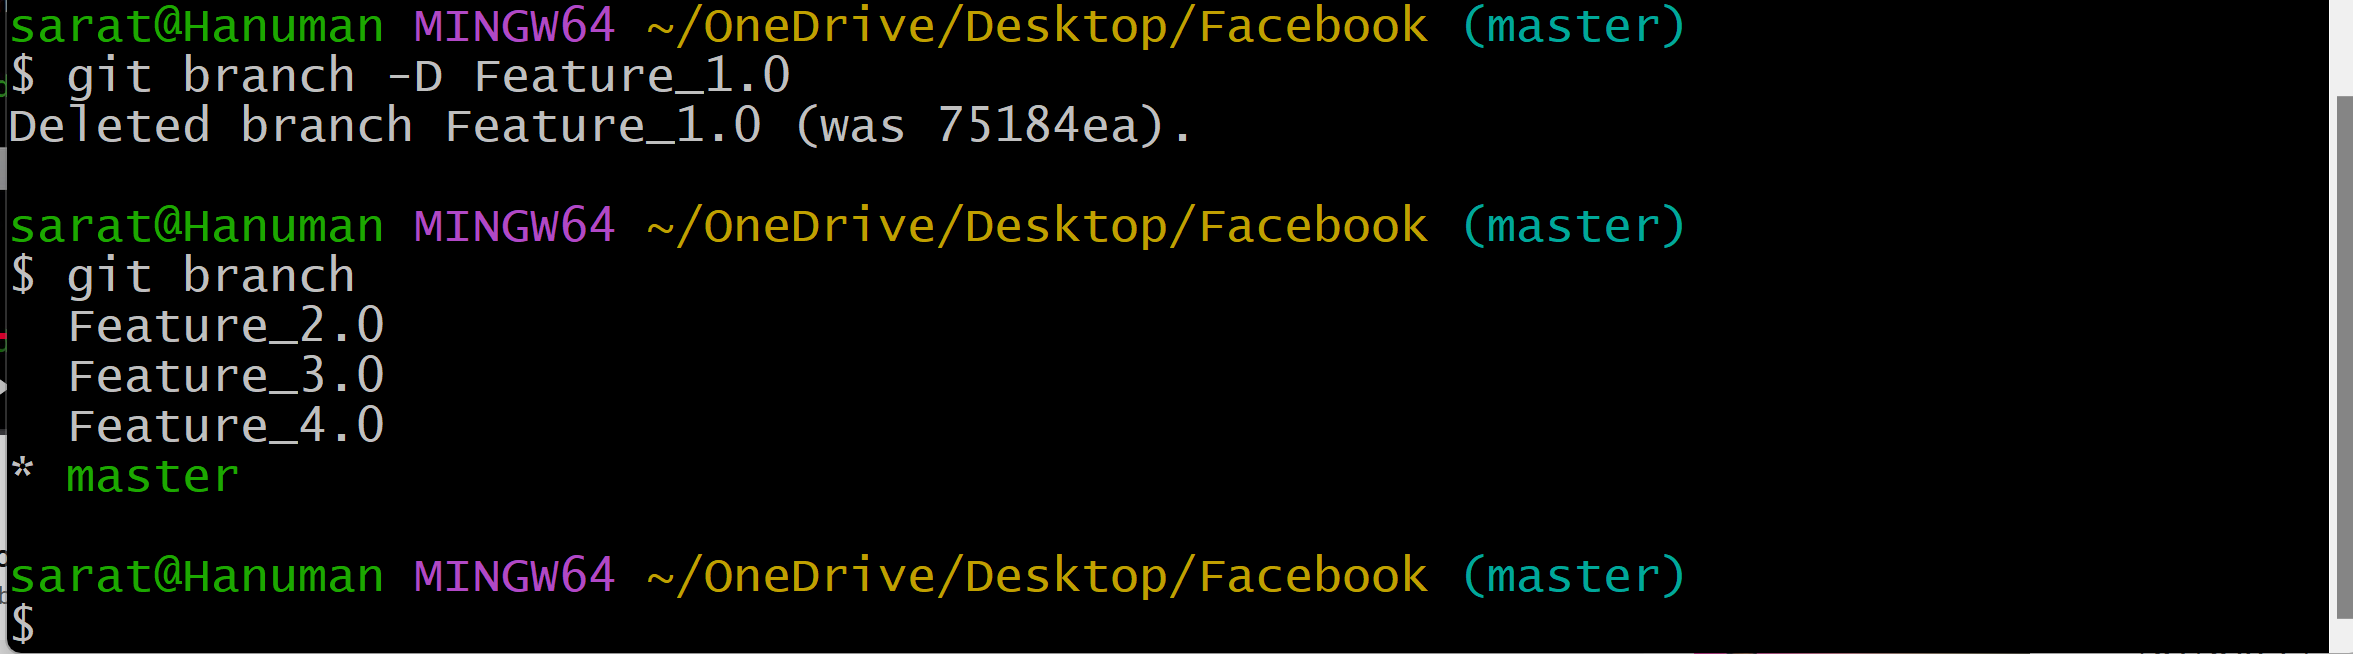 sarat@Hanuman MINGW64 ~/OneDrive/Desktop/Facebook (master)
$ git branch -D Feature_1.0
Deleted branch Feature_1.0 (was 75184ea).
sarat@Hanuman MINGW64 ~/OneDrive/Desktop/Facebook (master)
$ git branch
  Feature_2.0
  Feature_3.0
  Feature_4.0
* master
sarat@Hanuman MINGW64 ~/OneDrive/Desktop/Facebook (master)
$